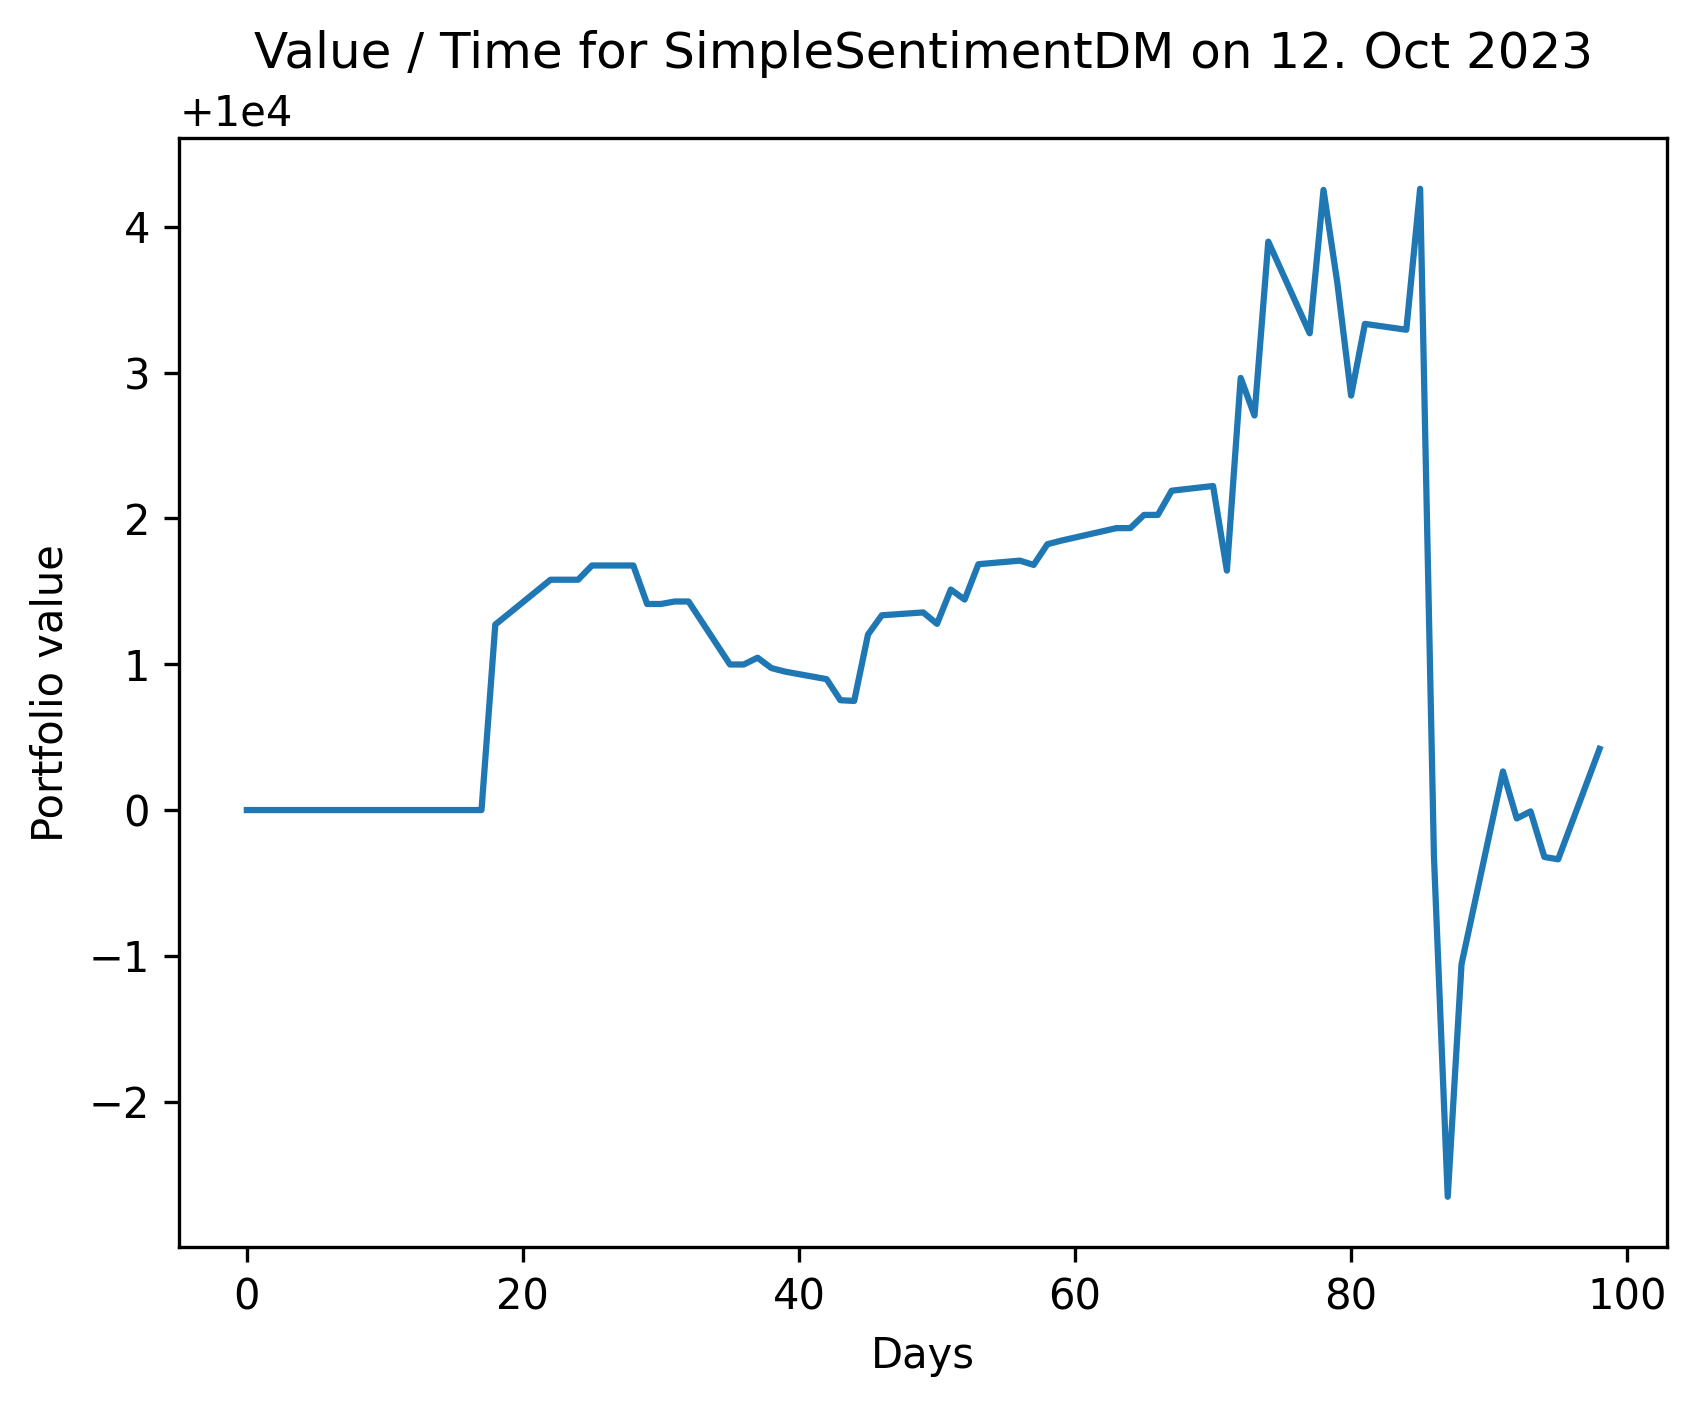 Value / Time for SimpleSentimentDM on 12. Oct 2023
+1e4
4
3
2
1
0
−1
−2
Portfolio value
0 20 40 60 80 100
Days